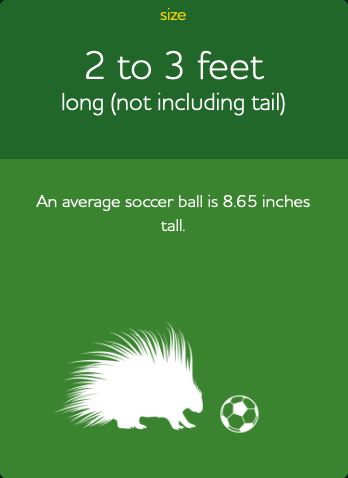 size
2 to 3 feet
long (not including tail)
An average soccer ball is 8.65 inches
tall.